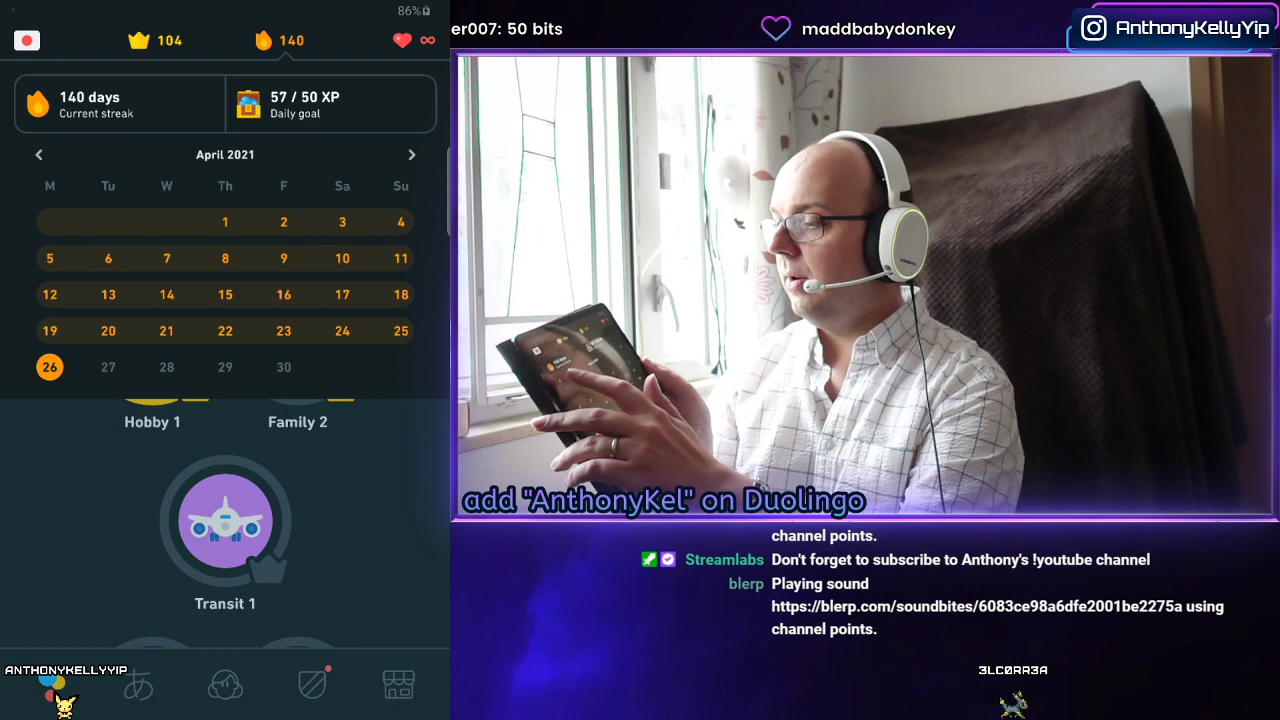 86%
104
140
∞
140 days
Current streak
57 / 50 XP
Daily goal
April 2021
M Tu W Th F Sa Su
1 2 3 4
5 6 7 8 9 10 11
12 13 14 15 16 17 18
19 20 21 22 23 24 25
26 27 28 29 30
Hobby 1
Family 2
Transit 1
あ
ANTHONYKELLYYIP
er007: 50 bits
maddbabydonkey
AnthonyKellyYip
add "AnthonyKel" on Duolingo
channel points.
Streamlabs Don't forget to subscribe to Anthony's !youtube channel
blerp Playing sound
https://blerp.com/soundbites/6083ce98a6dfe2001be2275a using
channel points.
3LC0RR3A